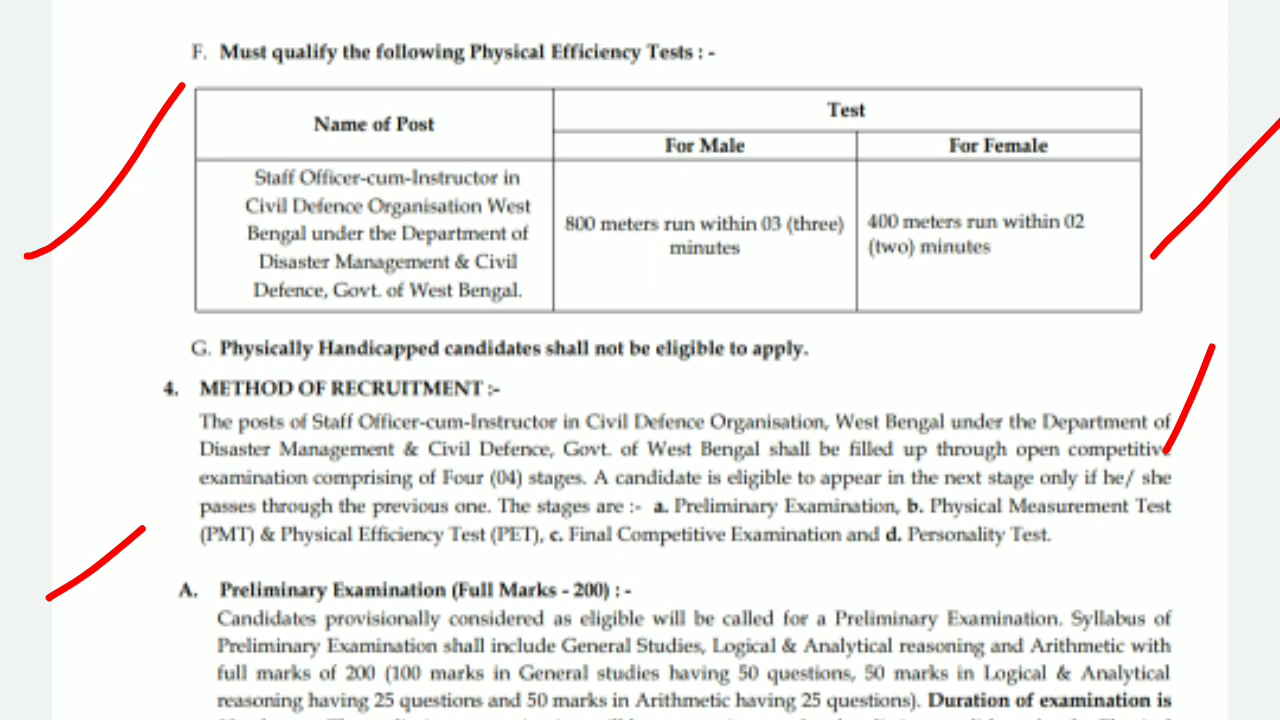 F. Must qualify the following Physical Efficiency Tests : -
Name of Post
Test
For Male
For Female
Staff Officer-cum-Instructor in
Civil Defence Organisation West
Bengal under the Department of
Disaster Management & Civil
Defence, Govt. of West Bengal.
800 meters run within 03 (three)
minutes
400 meters run within 02
(two) minutes
G. Physically Handicapped candidates shall not be eligible to apply.
4. METHOD OF RECRUITMENT :-
The posts of Staff Officer-cum-Instructor in Civil Defence Organisation, West Bengal under the Department of
Disaster Management & Civil Defence, Govt. of West Bengal shall be filled up through open competitive
examination comprising of Four (04) stages. A candidate is eligible to appear in the next stage only if he/ she
passes through the previous one. The stages are :- a. Preliminary Examination, b. Physical Measurement Test
(PMT) & Physical Efficiency Test (PET), c. Final Competitive Examination and d. Personality Test.
A. Preliminary Examination (Full Marks - 200) : -
Candidates provisionally considered as eligible will be called for a Preliminary Examination. Syllabus of
Preliminary Examination shall include General Studies, Logical & Analytical reasoning and Arithmetic with
full marks of 200 (100 marks in General studies having 50 questions, 50 marks in Logical & Analytical
reasoning having 25 questions and 50 marks in Arithmetic having 25 questions). Duration of examination is